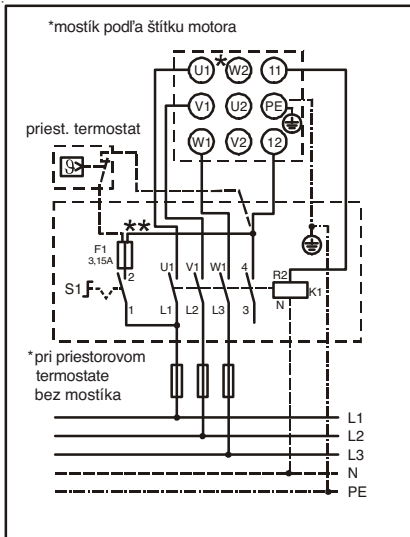 *mostík podľa štítku motora
U1 * W2 11
V1 U2 PE
W1 V2 12
priest. termostat
ϑ
**
F1
3,15A
2
S1
1
U1 V1 W1 4
L1 L2 L3 3
R2
K1
N
*pri priestorovom
termostate
bez mostíka
L1
L2
L3
N
PE